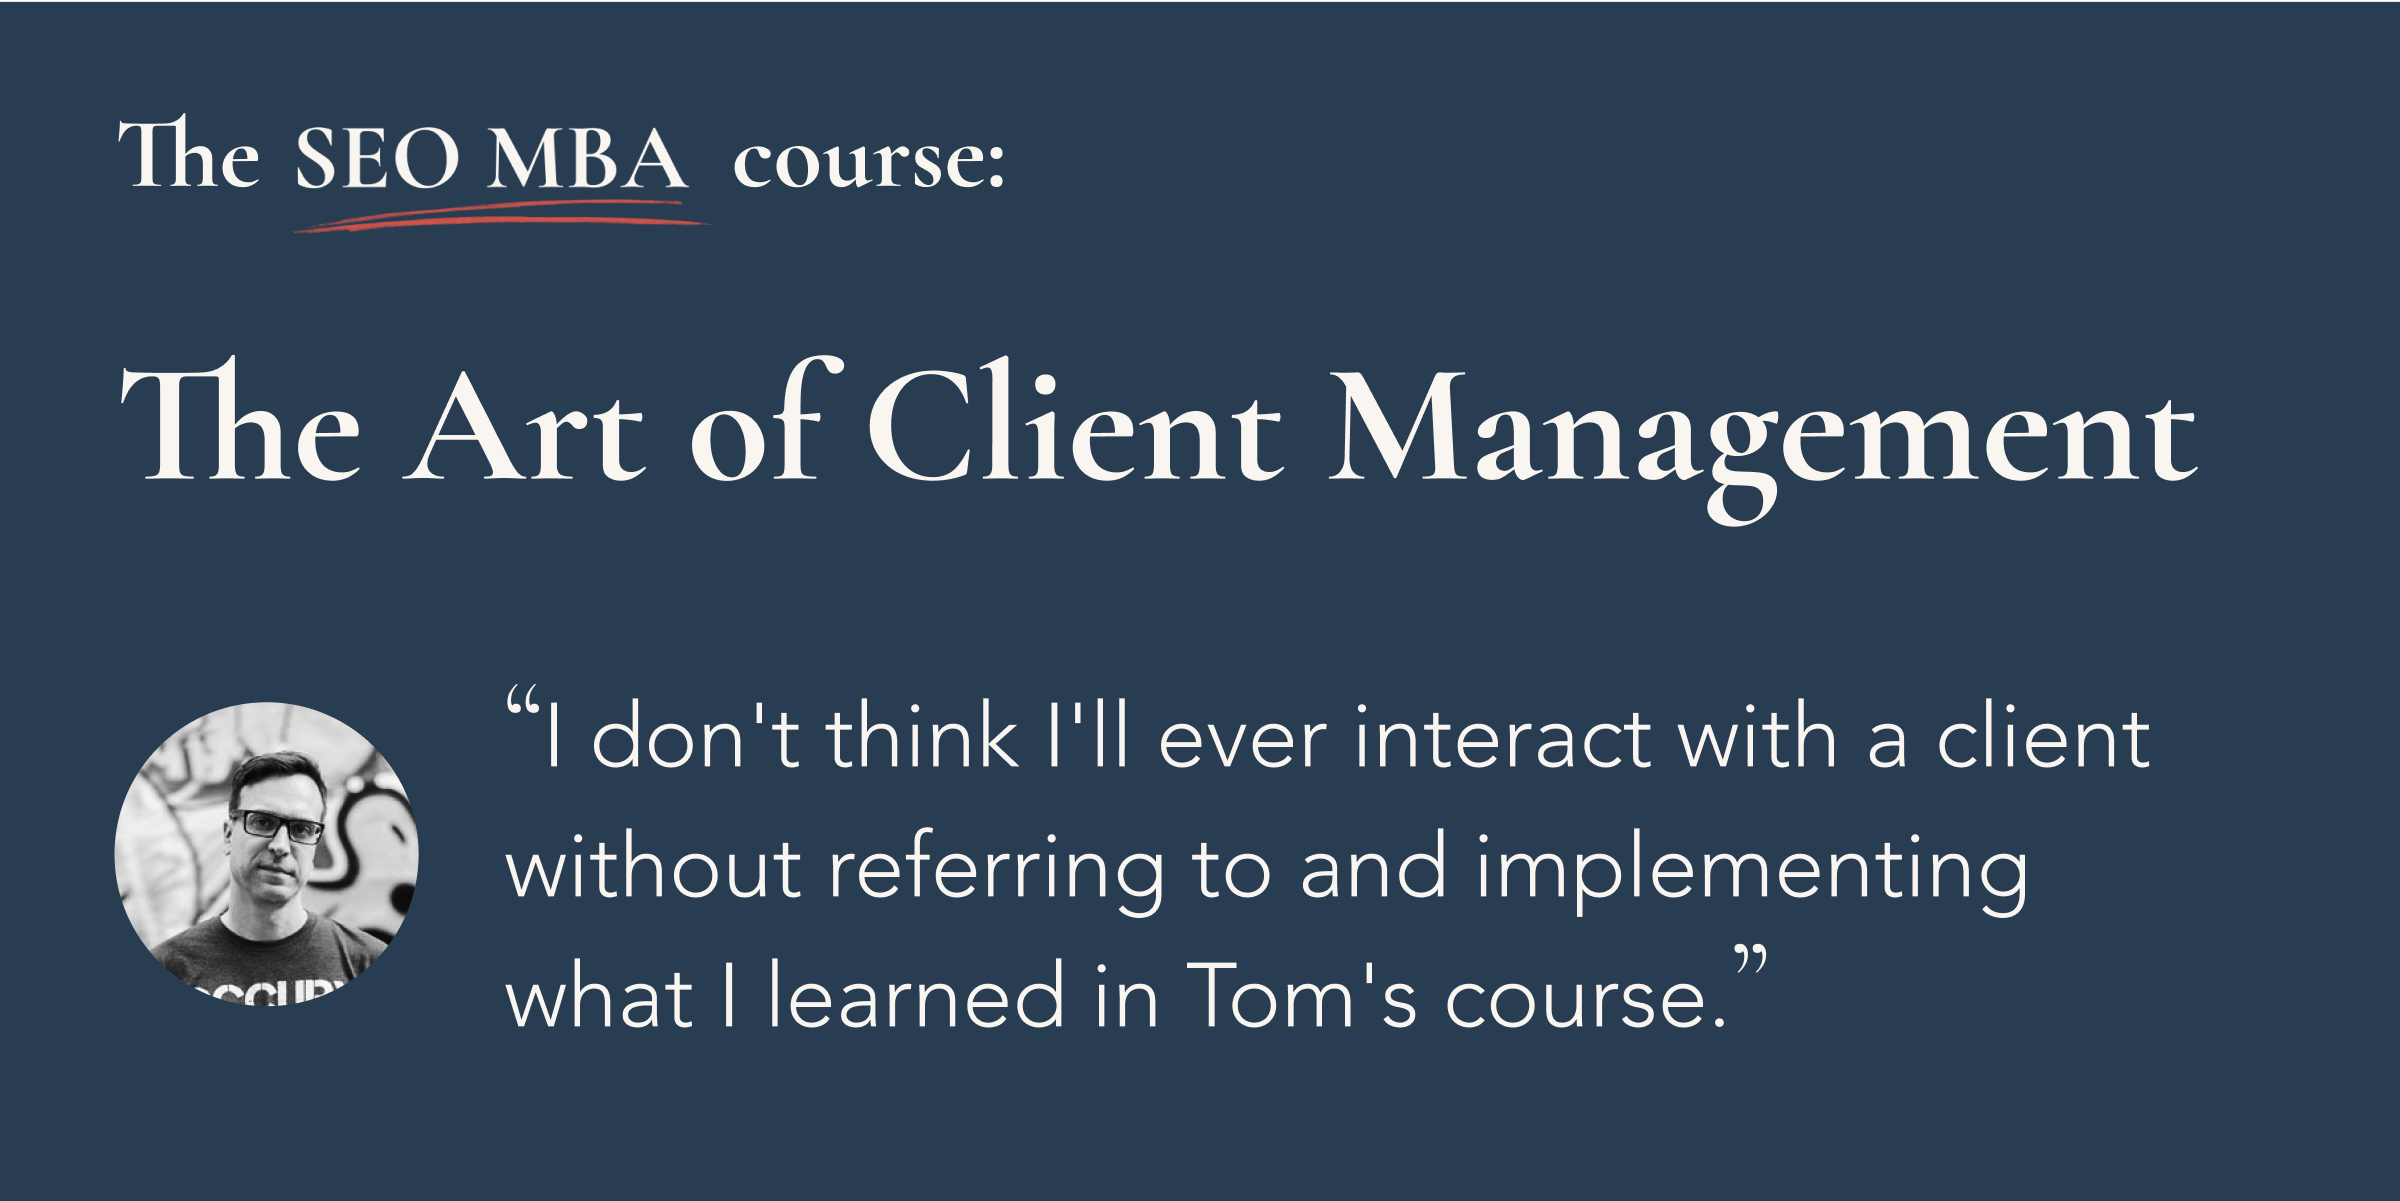 The SEO MBA course:
The Art of Client Management
“I don't think I'll ever interact with a client
without referring to and implementing
what I learned in Tom's course.”